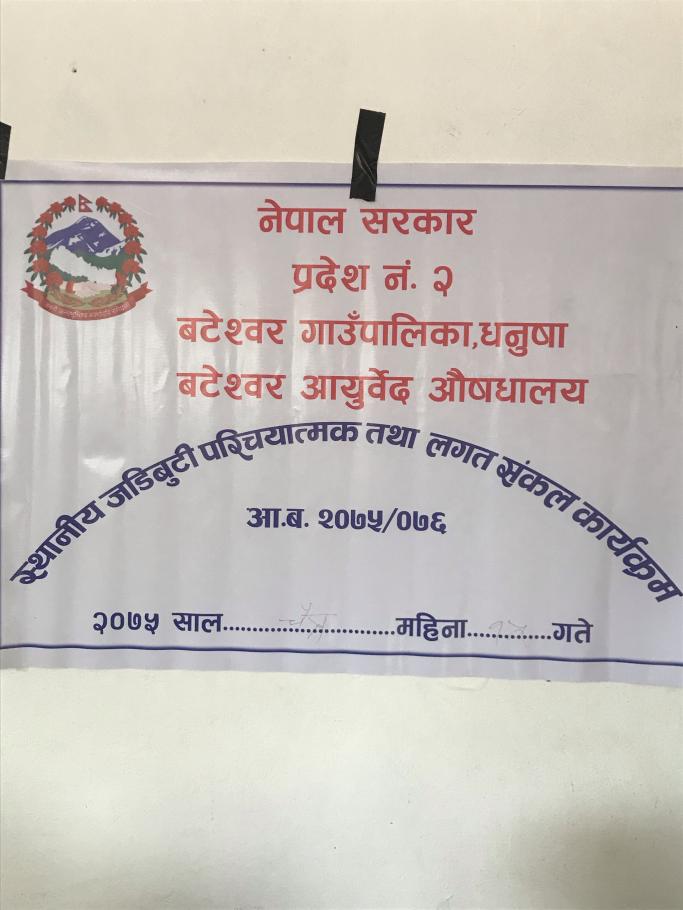 नेपाल सरकार
प्रदेश नं. २
बटेश्वर गाउँपालिका,धनुषा
बटेश्वर आयुर्वेद औषधालय
स्थानीय जडिबुटी परिचयात्मक तथा लगत संकल कार्यक्रम
आ.ब. २०७५/०७६
२०७५ साल.............चैत्र.............महिना..............गते